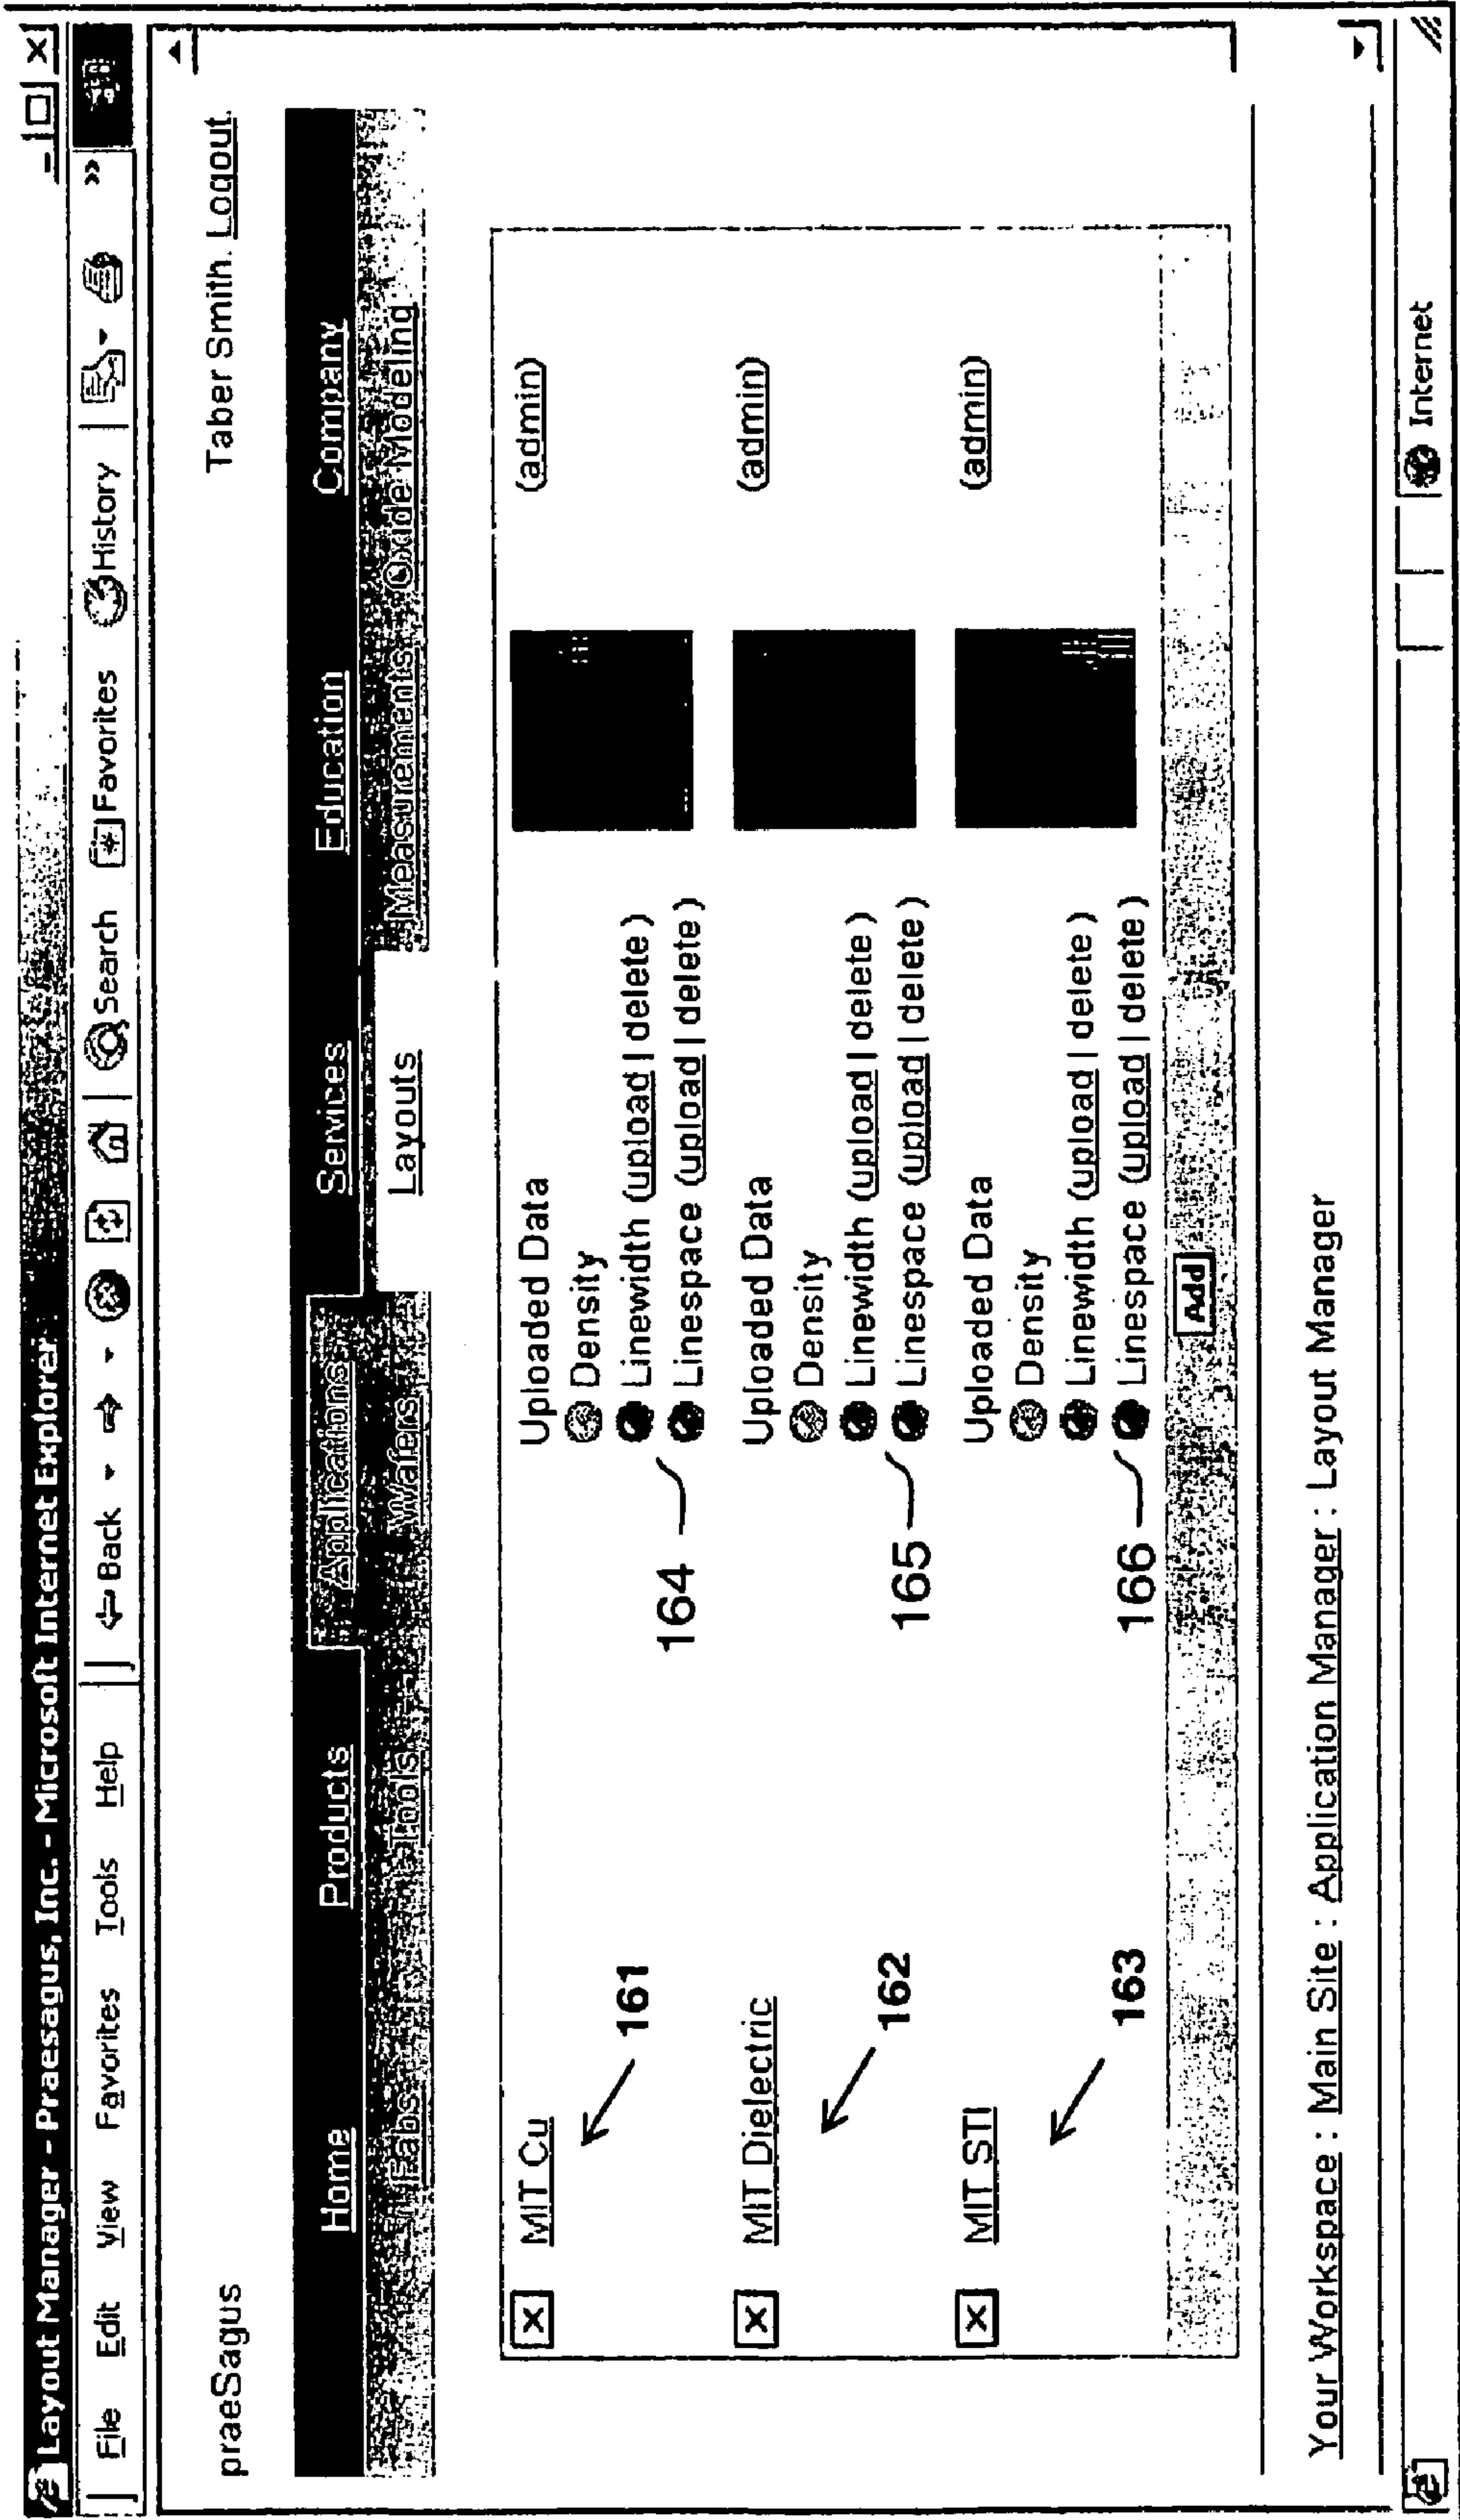 Layout Manager - Praesagus, Inc. - Microsoft Internet Explorer
File Edit View Favorites Tools Help Back Search Favorites History »
praeSagus Taber Smith. Logout.
Home Products Applications Services Education Company
Fabs Tools Wafers Layouts Measurements Oxide Modeling
X MIT Cu Uploaded Data (admin)
Density
161 Linewidth (upload | delete)
164 Linespace (upload | delete)
X MIT Dielectric Uploaded Data (admin)
Density
162 Linewidth (upload | delete)
165 Linespace (upload | delete)
X MIT STI Uploaded Data (admin)
Density
163 Linewidth (upload | delete)
166 Linespace (upload | delete)
Add
Your Workspace : Main Site : Application Manager : Layout Manager
Internet